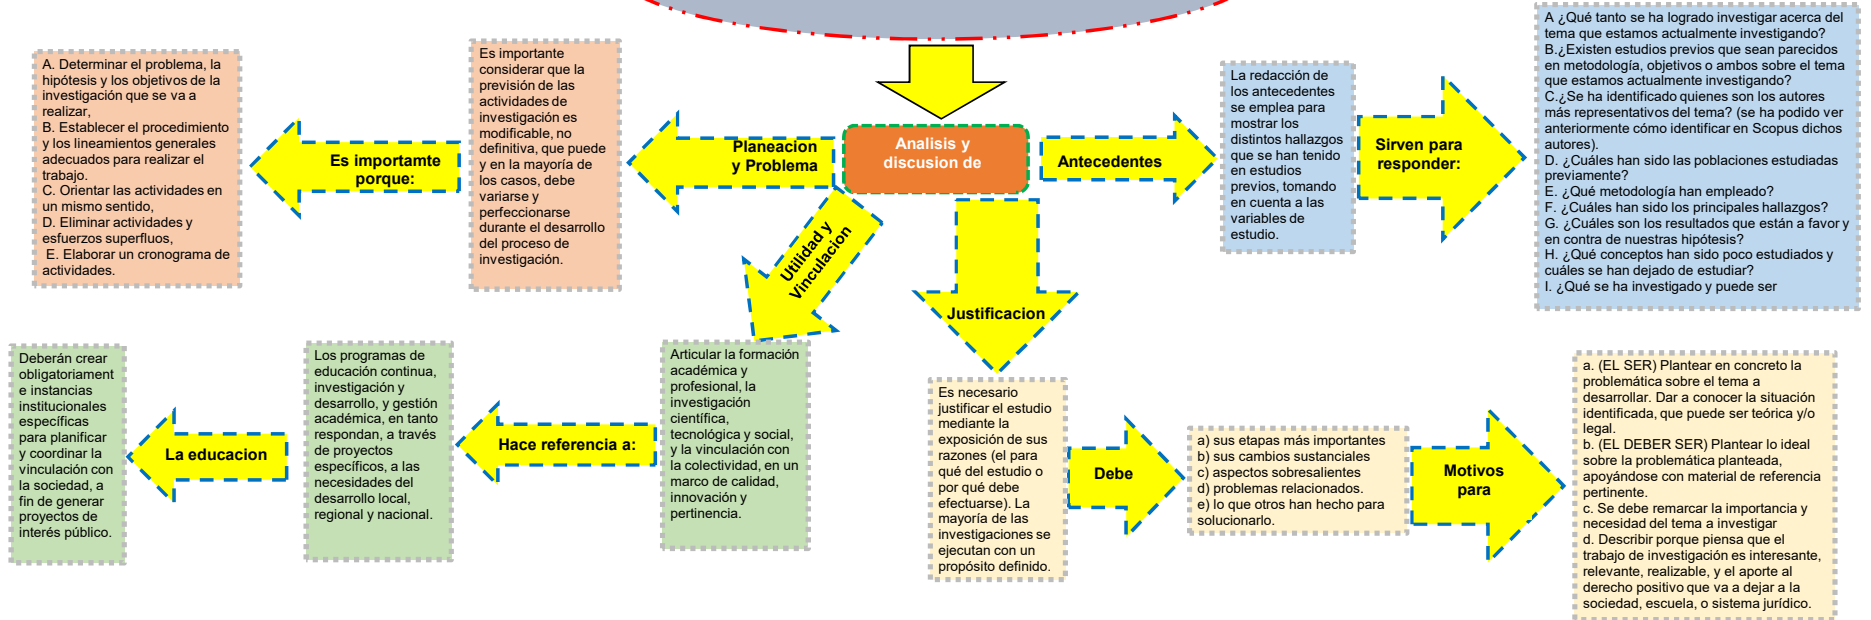 Analisis y
discusion de
Planeacion
y Problema
Es importante
considerar que la
previsión de las
actividades de
investigación es
modificable, no
definitiva, que puede
y en la mayoría de
los casos, debe
variarse y
perfeccionarse
durante el desarrollo
del proceso de
investigación.
Es importamte
porque:
A. Determinar el problema, la
hipótesis y los objetivos de la
investigación que se va a
realizar,
B. Establecer el procedimiento
y los lineamientos generales
adecuados para realizar el
trabajo.
C. Orientar las actividades en
un mismo sentido,
D. Eliminar actividades y
esfuerzos superfluos,
E. Elaborar un cronograma de
actividades.
Antecedentes
La redacción de
los antecedentes
se emplea para
mostrar los
distintos hallazgos
que se han tenido
en estudios
previos, tomando
en cuenta a las
variables de
estudio.
Sirven para
responder:
A ¿Qué tanto se ha logrado investigar acerca del
tema que estamos actualmente investigando?
B.¿Existen estudios previos que sean parecidos
en metodología, objetivos o ambos sobre el tema
que estamos actualmente investigando?
C.¿Se ha identificado quienes son los autores
más representativos del tema? (se ha podido ver
anteriormente cómo identificar en Scopus dichos
autores).
D. ¿Cuáles han sido las poblaciones estudiadas
previamente?
E. ¿Qué metodología han empleado?
F. ¿Cuáles han sido los principales hallazgos?
G. ¿Cuáles son los resultados que están a favor y
en contra de nuestras hipótesis?
H. ¿Qué conceptos han sido poco estudiados y
cuáles se han dejado de estudiar?
I. ¿Qué se ha investigado y puede ser
Utilidad y
Vinculacion
Articular la formación
académica y
profesional, la
investigación
científica,
tecnológica y social,
y la vinculación con
la colectividad, en un
marco de calidad,
innovación y
pertinencia.
Hace referencia a:
Los programas de
educación continua,
investigación y
desarrollo, y gestión
académica, en tanto
respondan, a través
de proyectos
específicos, a las
necesidades del
desarrollo local,
regional y nacional.
La educacion
Deberán crear
obligatoriament
e instancias
institucionales
específicas
para planificar
y coordinar la
vinculación con
la sociedad, a
fin de generar
proyectos de
interés público.
Justificacion
Es necesario
justificar el estudio
mediante la
exposición de sus
razones (el para
qué del estudio o
por qué debe
efectuarse). La
mayoría de las
investigaciones se
ejecutan con un
propósito definido.
Debe
a) sus etapas más importantes
b) sus cambios sustanciales
c) aspectos sobresalientes
d) problemas relacionados.
e) lo que otros han hecho para
solucionarlo.
Motivos
para
a. (EL SER) Plantear en concreto la
problemática sobre el tema a
desarrollar. Dar a conocer la situación
identificada, que puede ser teórica y/o
legal.
b. (EL DEBER SER) Plantear lo ideal
sobre la problemática planteada,
apoyándose con material de referencia
pertinente.
c. Se debe remarcar la importancia y
necesidad del tema a investigar
d. Describir porque piensa que el
trabajo de investigación es interesante,
relevante, realizable, y el aporte al
derecho positivo que va a dejar a la
sociedad, escuela, o sistema jurídico.